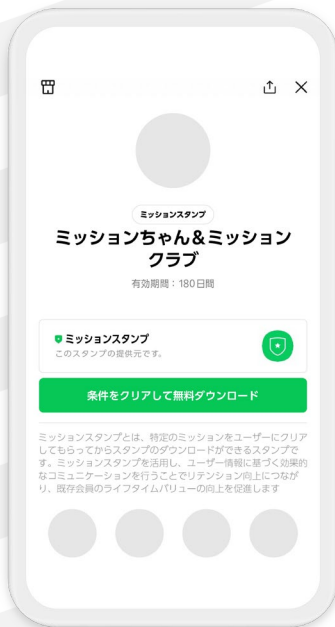 ミッションスタンプ
ミッションちゃん&ミッション
クラブ
有効期間：180日間
ミッションスタンプ
このスタンプの提供元です。
条件をクリアして無料ダウンロード
ミッションスタンプとは、特定のミッションをユーザーにクリア
してもらってからスタンプのダウンロードができるスタンプで
す。ミッションスタンプを活用し、ユーザー情報に基づく効果的
なコミュニケーションを行うことでリテンション向上につなが
り、既存会員のライフタイムバリューの向上を促進します